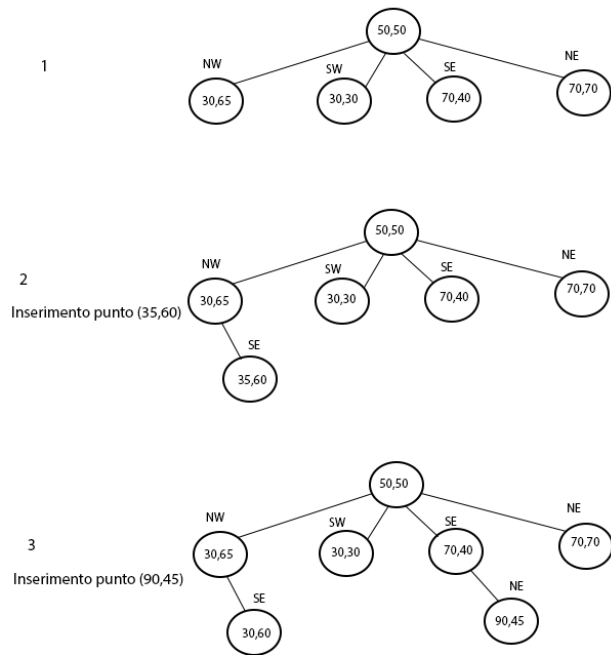 50,50
1
NW
SW
SE
NE
30,65
30,30
70,40
70,70
50,50
2
NW
SW
SE
NE
Inserimento punto (35,60)
30,65
30,30
70,40
70,70
SE
35,60
50,50
3
NW
SW
SE
NE
30,65
30,30
70,40
70,70
Inserimento punto (90,45)
SE
NE
30,60
90,45